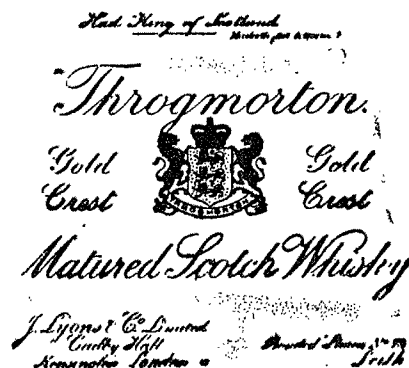 Had King of Scotland
Throgmorton.
Gold Gold
Crest Crest
Matured Scotch Whisky
J. Lyons & Co. Limited
Cadby Hall
Kensington London W
Leith